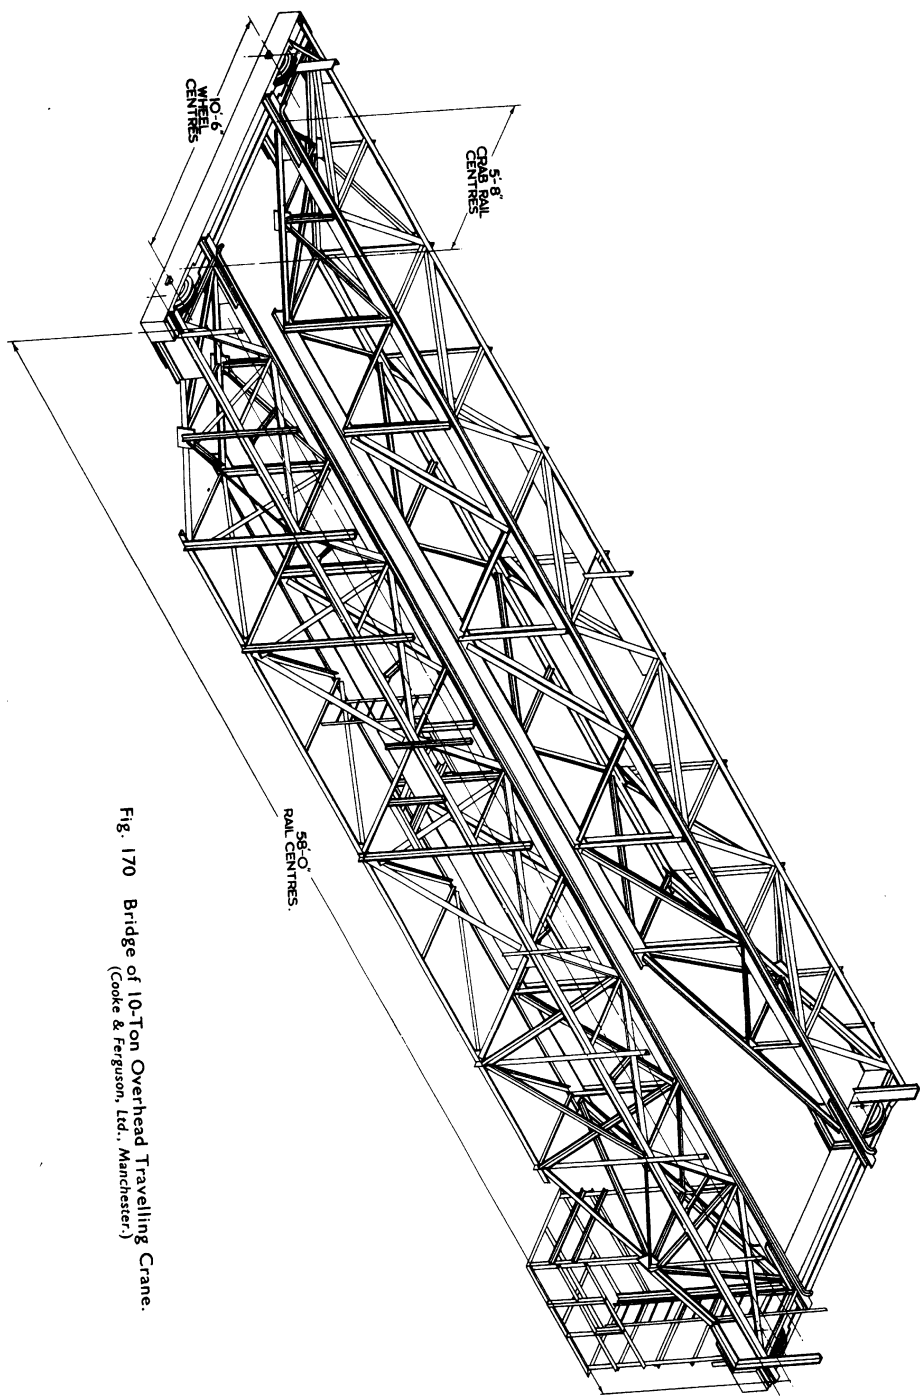 10'-6"
WHEEL
CENTRES
5'-8"
CRAB RAIL
CENTRES
58'-0"
RAIL CENTRES.
Fig. 170 Bridge of 10-Ton Overhead Travelling Crane.
(Cooke & Ferguson, Ltd., Manchester.)